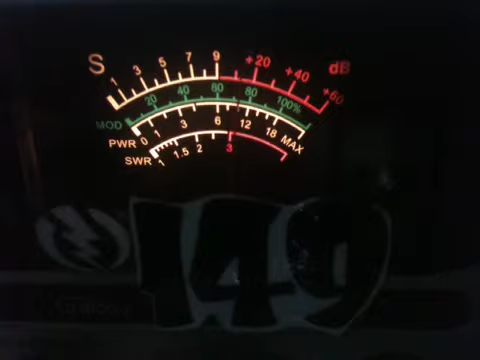 S 1 3 5 7 9 +20 +40 +60 dB
MOD 20 40 60 80 100%
PWR 0 1 3 6 12 18 MAX
SWR 1 1.5 2 3
149